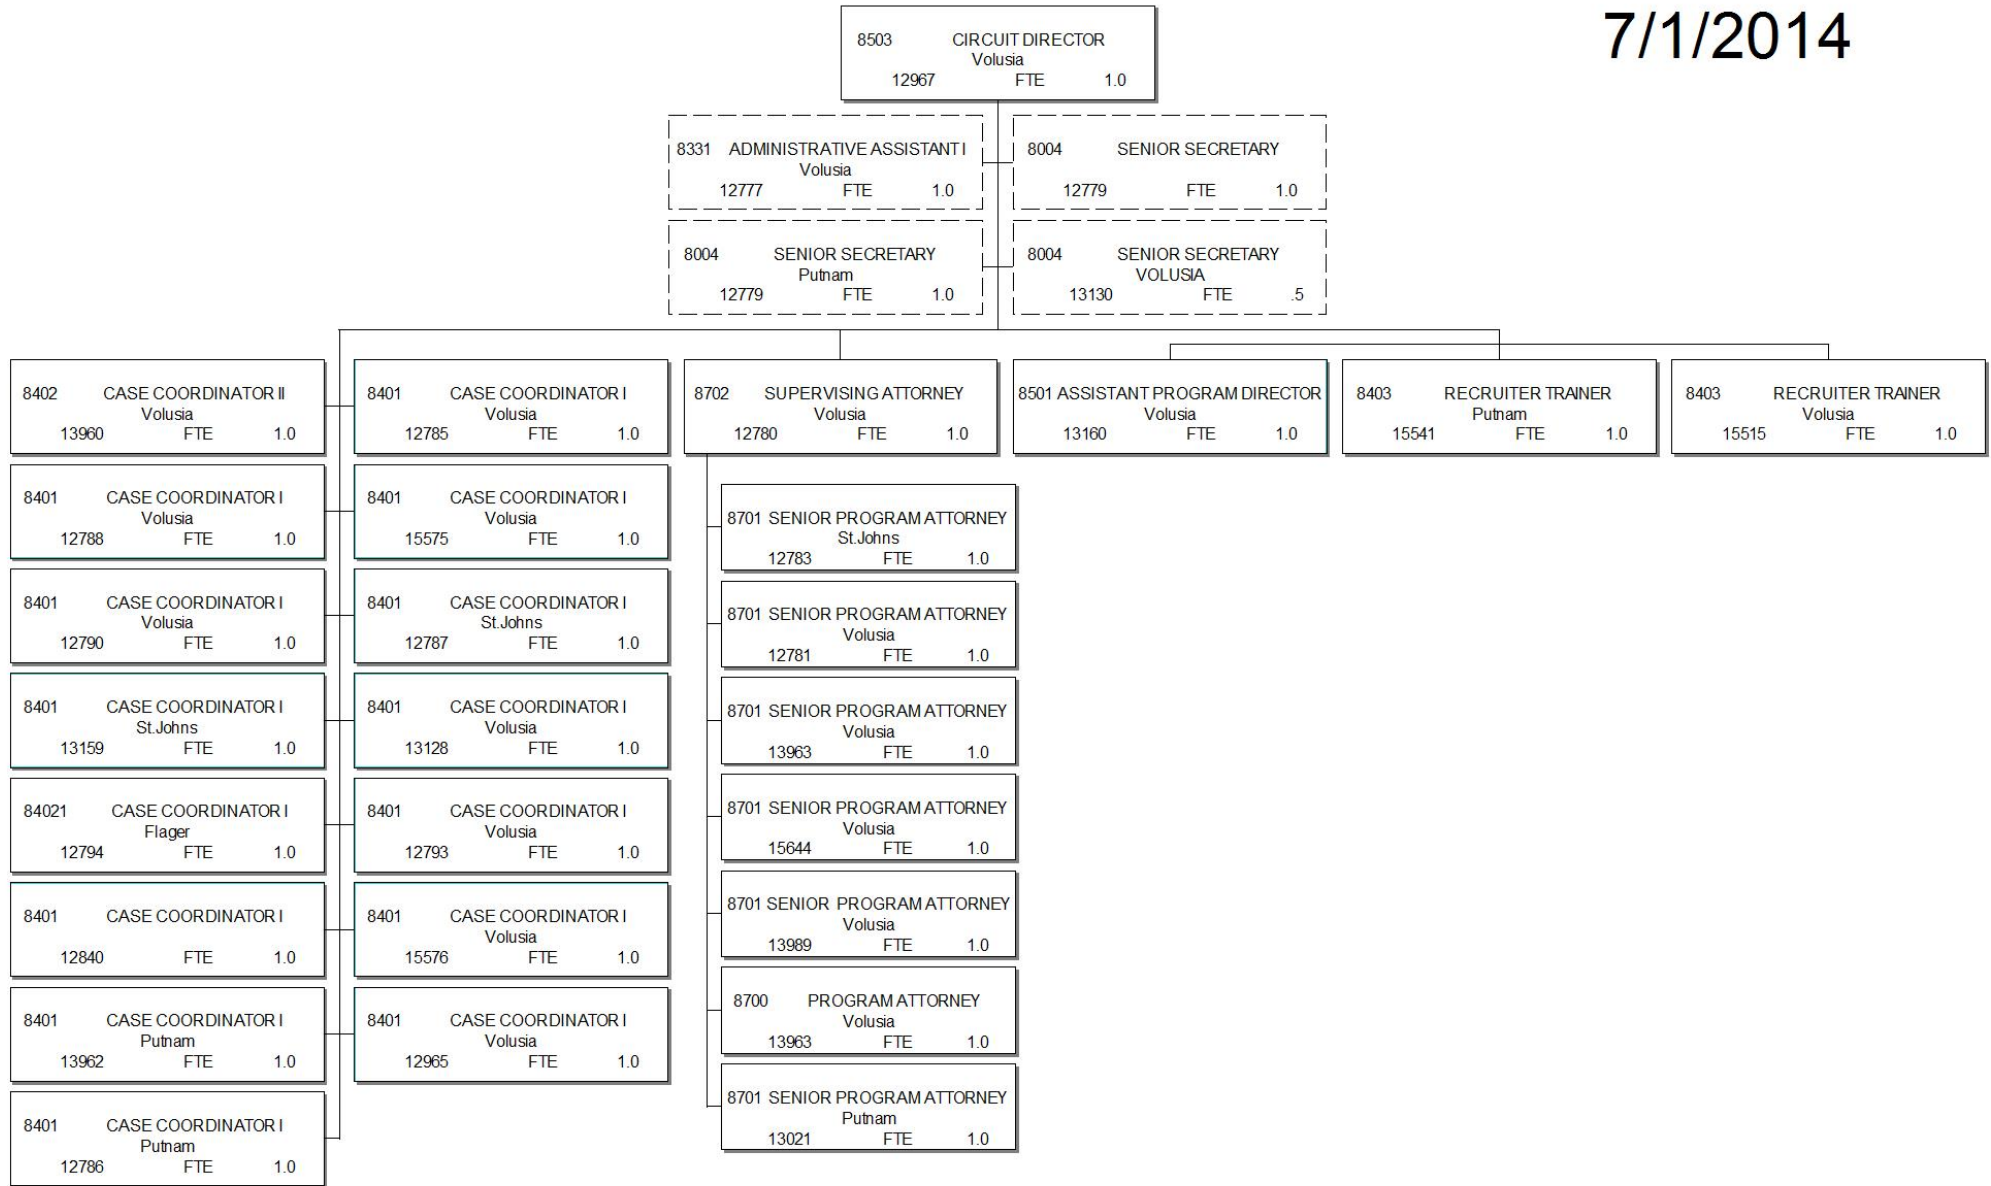 7/1/2014
8503 CIRCUIT DIRECTOR
Volusia
12967 FTE 1.0
8331 ADMINISTRATIVE ASSISTANT I
Volusia
12777 FTE 1.0
8004 SENIOR SECRETARY
12779 FTE 1.0
8004 SENIOR SECRETARY
Putnam
12779 FTE 1.0
8004 SENIOR SECRETARY
VOLUSIA
13130 FTE .5
8402 CASE COORDINATOR II
Volusia
13960 FTE 1.0
8401 CASE COORDINATOR I
Volusia
12785 FTE 1.0
8702 SUPERVISING ATTORNEY
Volusia
12780 FTE 1.0
8501 ASSISTANT PROGRAM DIRECTOR
Volusia
13160 FTE 1.0
8403 RECRUITER TRAINER
Putnam
15541 FTE 1.0
8403 RECRUITER TRAINER
Volusia
15515 FTE 1.0
8401 CASE COORDINATOR I
Volusia
12788 FTE 1.0
8401 CASE COORDINATOR I
Volusia
15575 FTE 1.0
8401 CASE COORDINATOR I
Volusia
12790 FTE 1.0
8401 CASE COORDINATOR I
St.Johns
12787 FTE 1.0
8401 CASE COORDINATOR I
St.Johns
13159 FTE 1.0
8401 CASE COORDINATOR I
Volusia
13128 FTE 1.0
84021 CASE COORDINATOR I
Flager
12794 FTE 1.0
8401 CASE COORDINATOR I
Volusia
12793 FTE 1.0
8401 CASE COORDINATOR I
12840 FTE 1.0
8401 CASE COORDINATOR I
Volusia
15576 FTE 1.0
8401 CASE COORDINATOR I
Putnam
13962 FTE 1.0
8401 CASE COORDINATOR I
Volusia
12965 FTE 1.0
8401 CASE COORDINATOR I
Putnam
12786 FTE 1.0
8701 SENIOR PROGRAM ATTORNEY
St.Johns
12783 FTE 1.0
8701 SENIOR PROGRAM ATTORNEY
Volusia
12781 FTE 1.0
8701 SENIOR PROGRAM ATTORNEY
Volusia
13963 FTE 1.0
8701 SENIOR PROGRAM ATTORNEY
Volusia
15644 FTE 1.0
8701 SENIOR PROGRAM ATTORNEY
Volusia
13989 FTE 1.0
8700 PROGRAM ATTORNEY
Volusia
13963 FTE 1.0
8701 SENIOR PROGRAM ATTORNEY
Putnam
13021 FTE 1.0